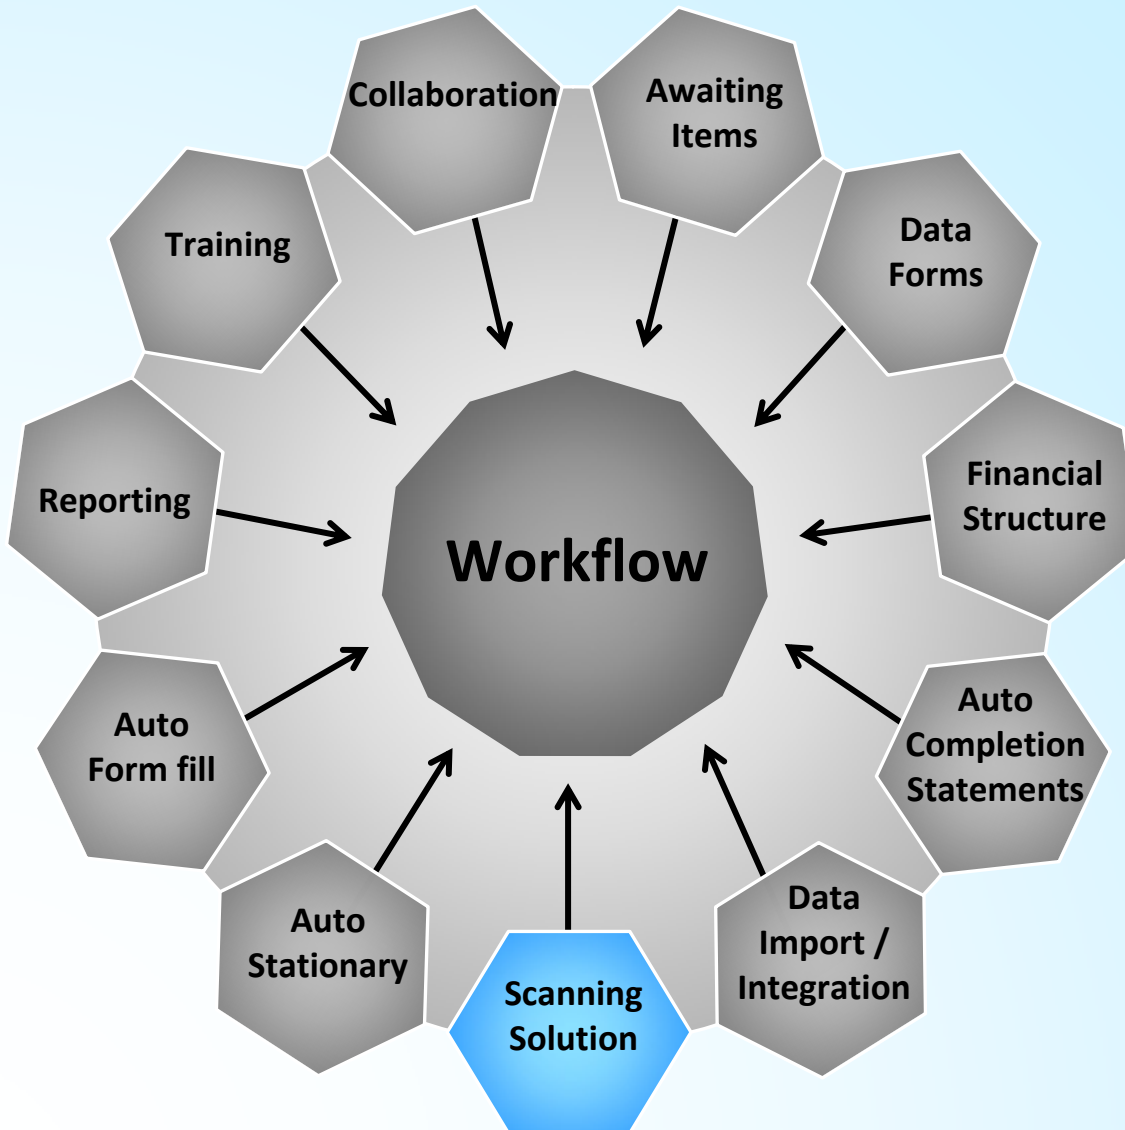 Collaboration
Awaiting
Items
Training
Data
Forms
Reporting
Financial
Structure
Workflow
Auto
Form fill
Auto
Completion
Statements
Auto
Stationary
Scanning
Solution
Data
Import /
Integration